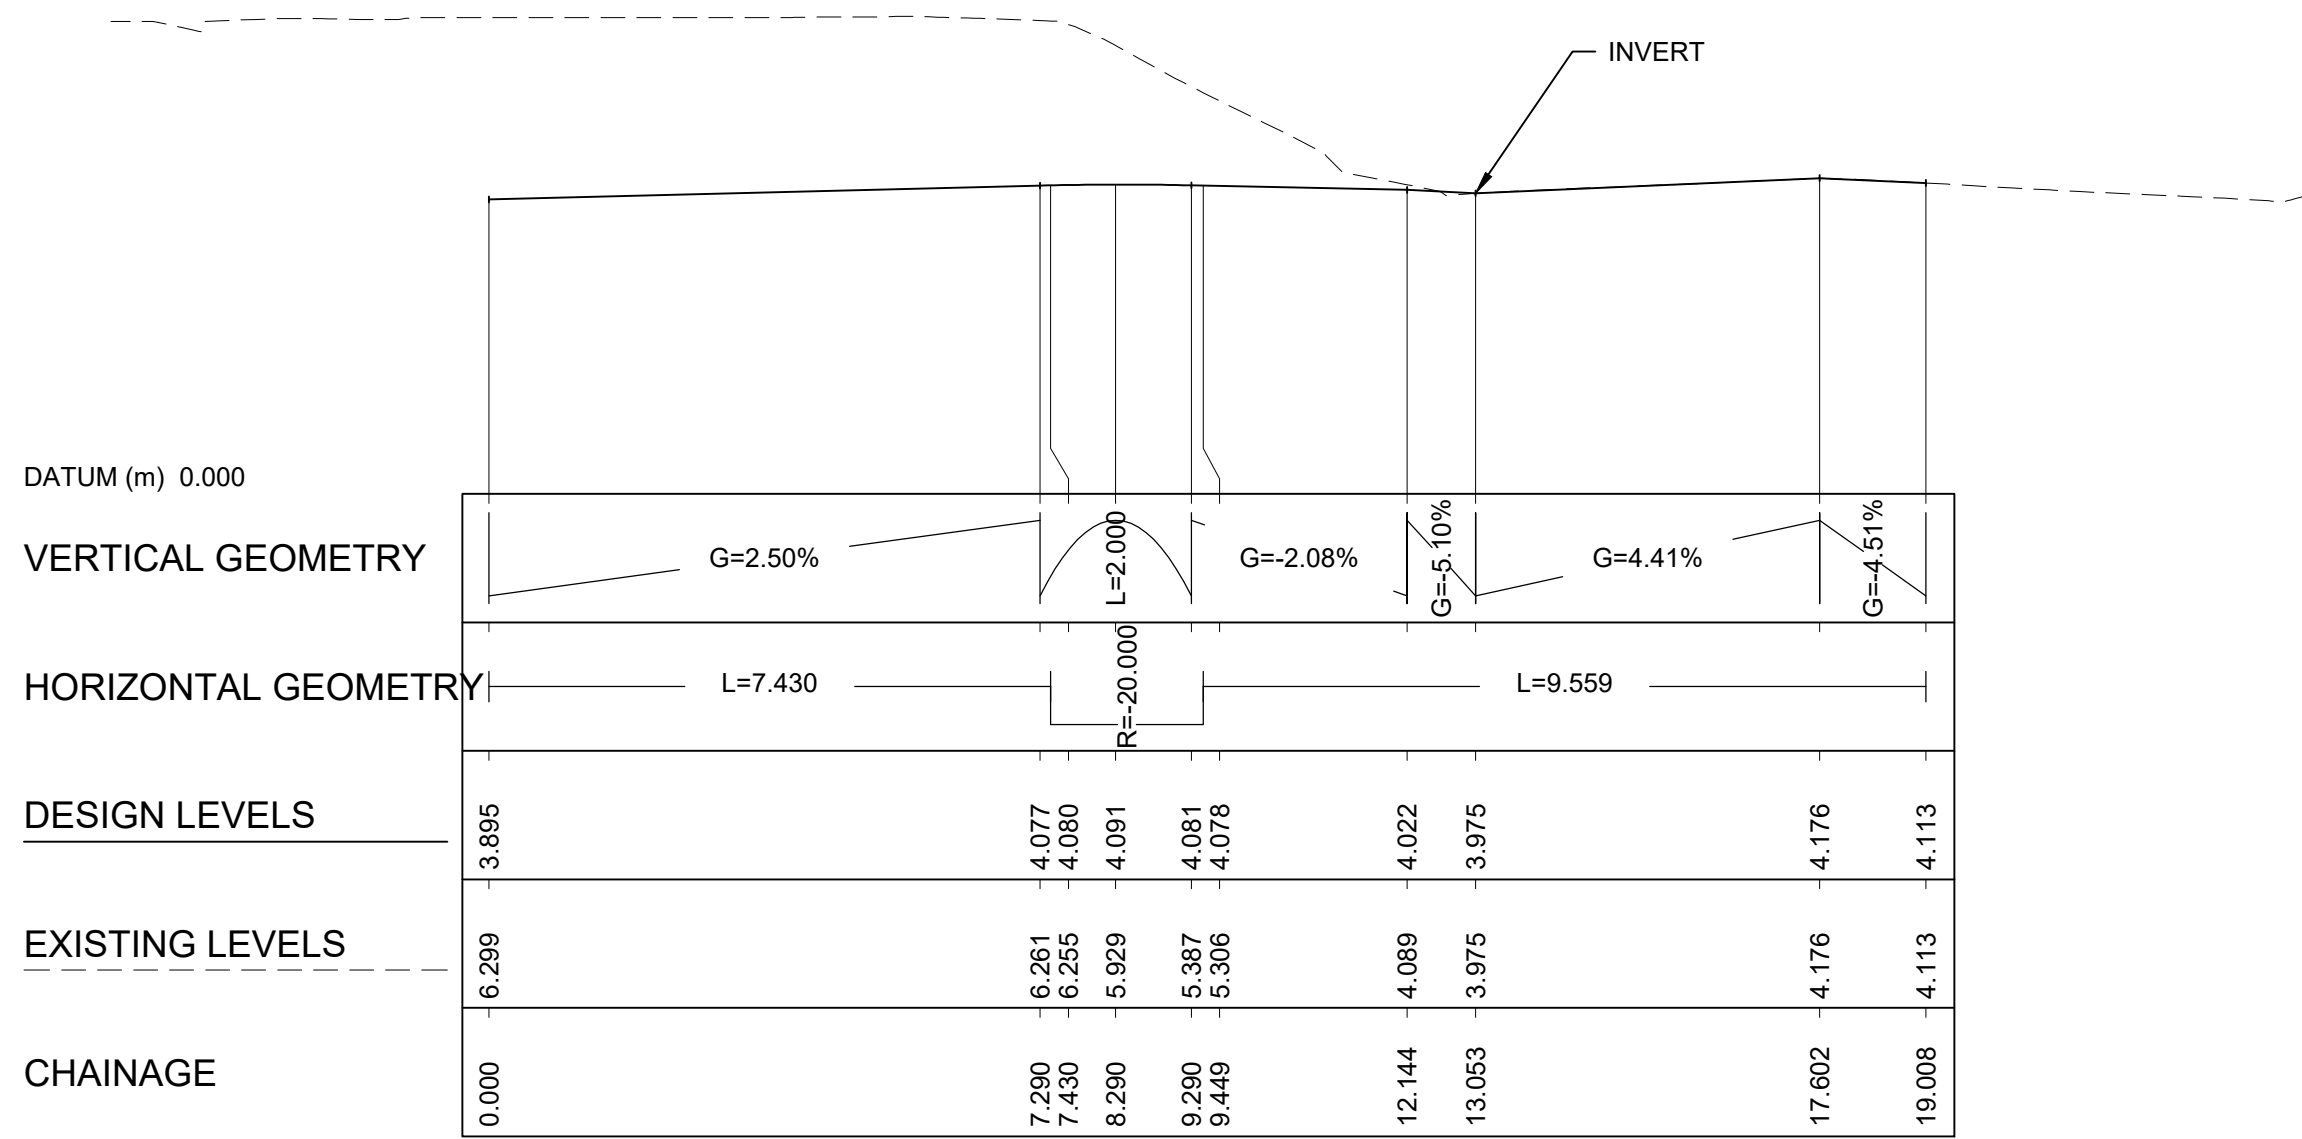 INVERT
DATUM (m) 0.000
VERTICAL GEOMETRY
G=2.50%
L=2.000
G=-2.08%
G=-5.10%
G=4.41%
G=-4.51%
HORIZONTAL GEOMETRY
L=7.430
R=-20.000
L=9.559
DESIGN LEVELS
3.895
4.077
4.080
4.091
4.081
4.078
4.022
3.975
4.176
4.113
EXISTING LEVELS
6.299
6.261
6.255
5.929
5.387
5.306
4.089
3.975
4.176
4.113
CHAINAGE
0.000
7.290
7.430
8.290
9.290
9.449
12.144
13.053
17.602
19.008